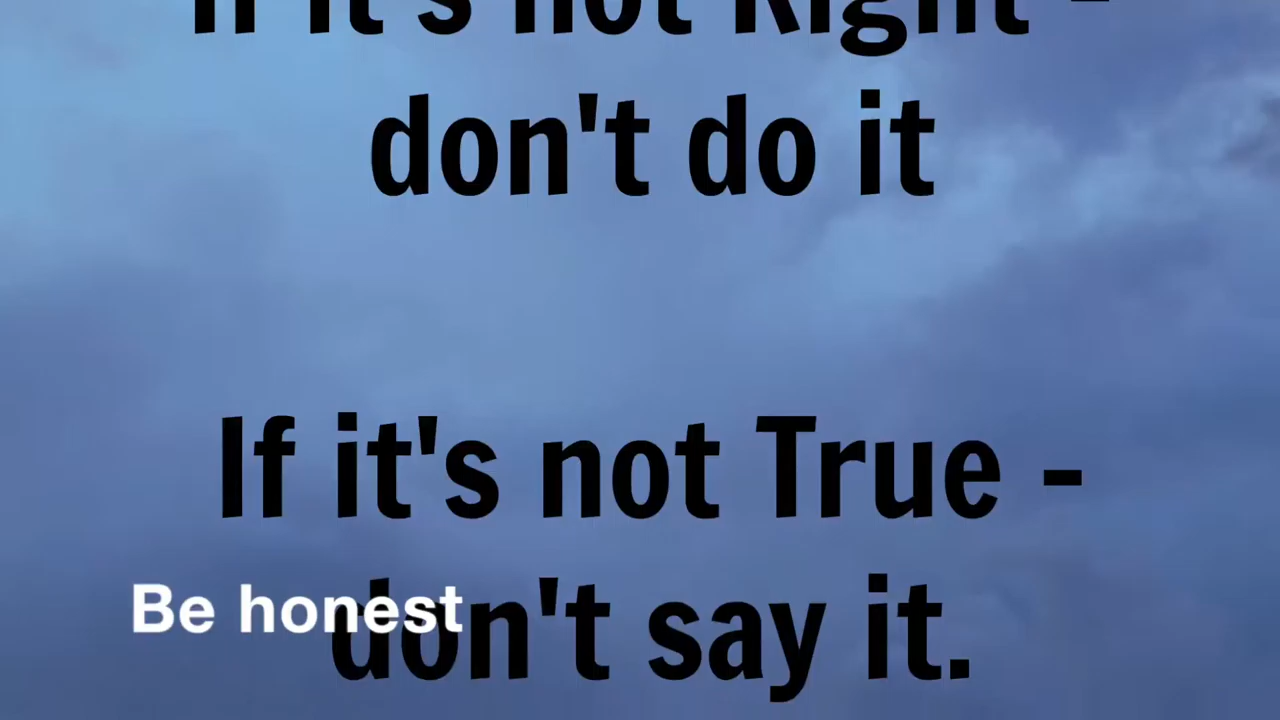 If it's not Right -
don't do it
If it's not True -
don't say it.
Be honest